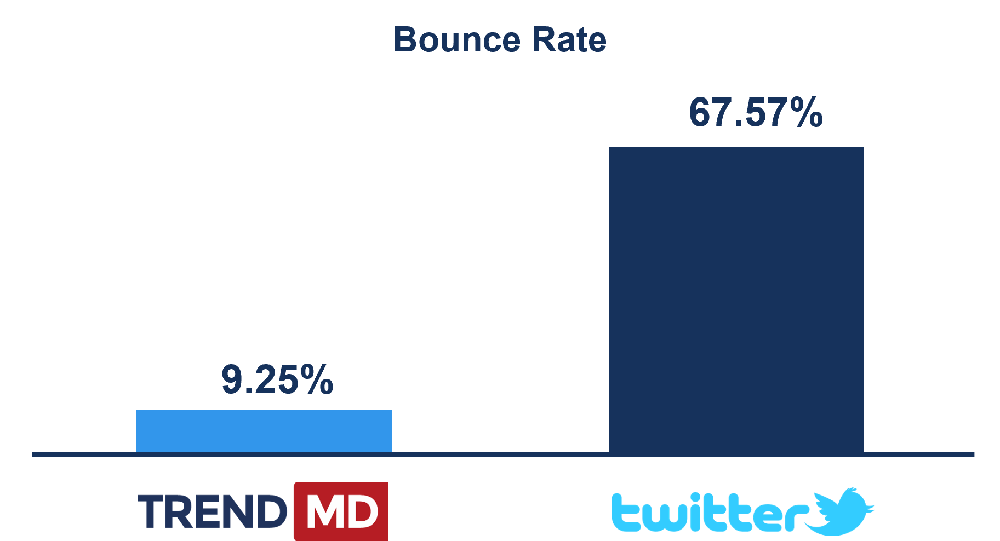 Bounce Rate
67.57%
9.25%
TREND MD
twitter